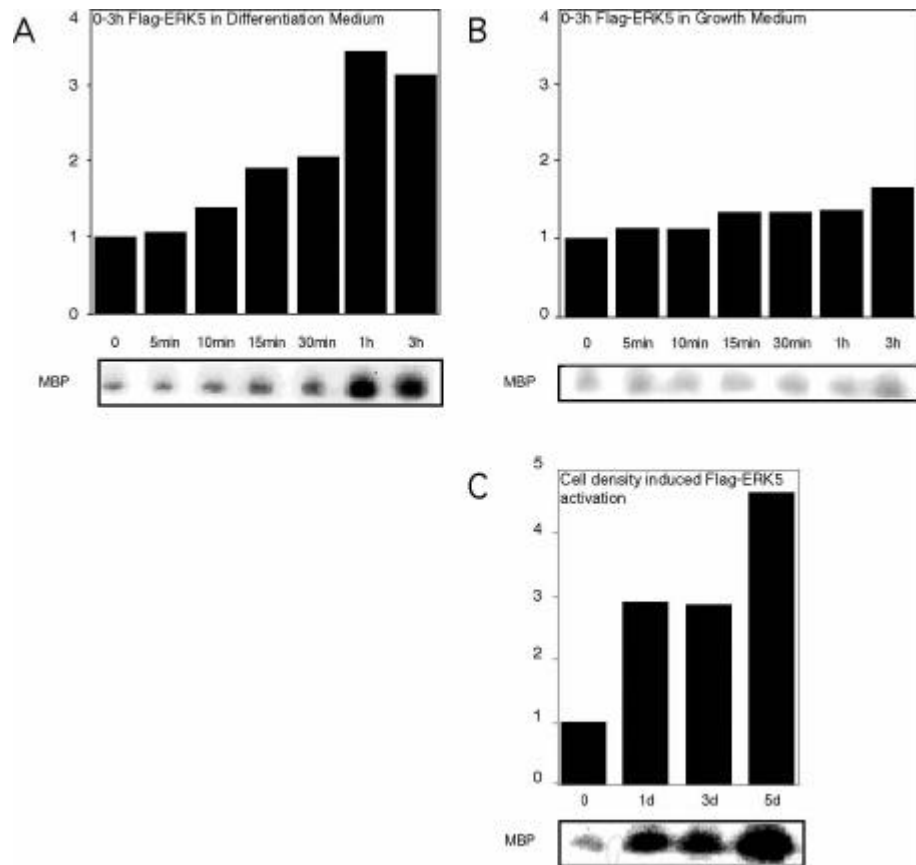 A
0-3h Flag-ERK5 in Differentiation Medium
4
3
2
1
0
0 5min 10min 15min 30min 1h 3h
MBP
B
0-3h Flag-ERK5 in Growth Medium
4
3
2
1
0
0 5min 10min 15min 30min 1h 3h
MBP
C
Cell density induced Flag-ERK5
activation
5
4
3
2
1
0
0 1d 3d 5d
MBP